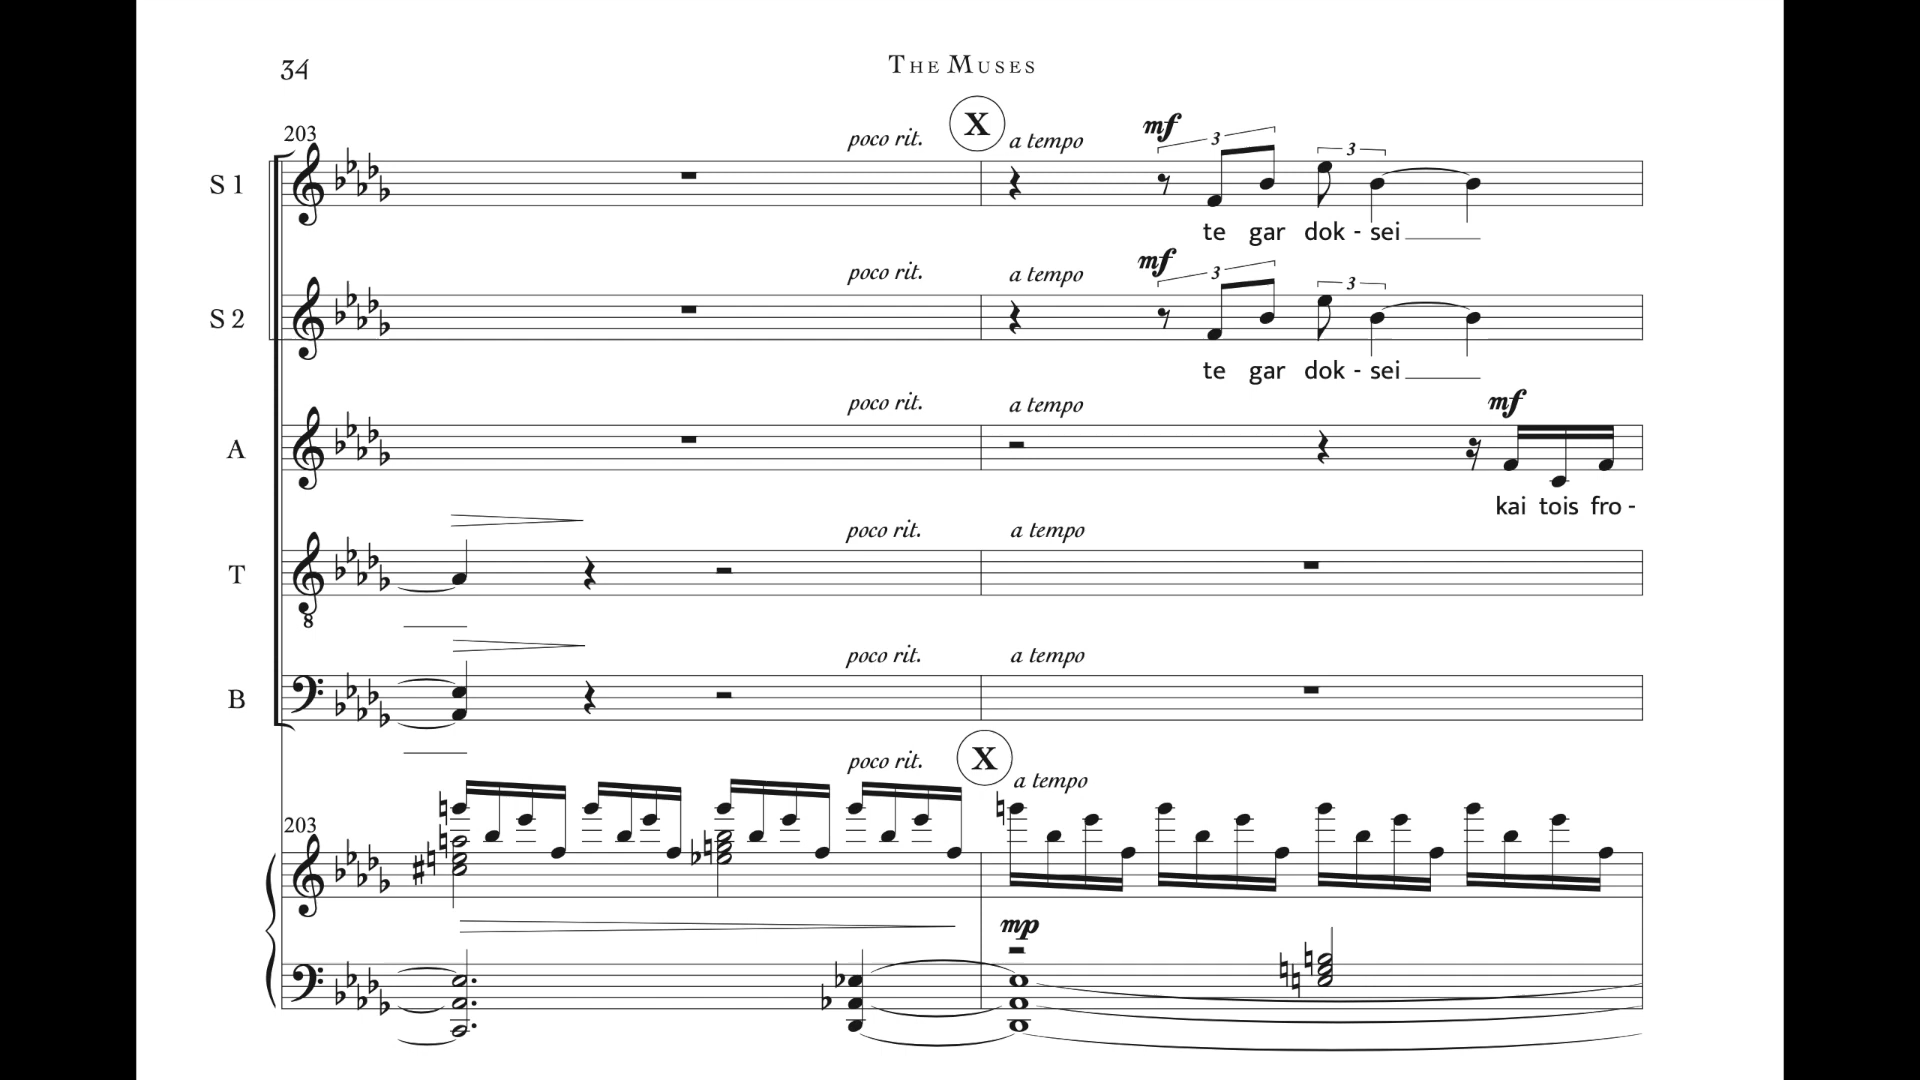 34
THE MUSES
203
poco rit.
X
a tempo
mf
3
3
S 1
te gar dok - sei
poco rit.
a tempo
mf
3
3
S 2
te gar dok - sei
poco rit.
a tempo
mf
A
kai tois fro -
poco rit.
a tempo
T
8
poco rit.
a tempo
B
poco rit.
X
a tempo
203
mp